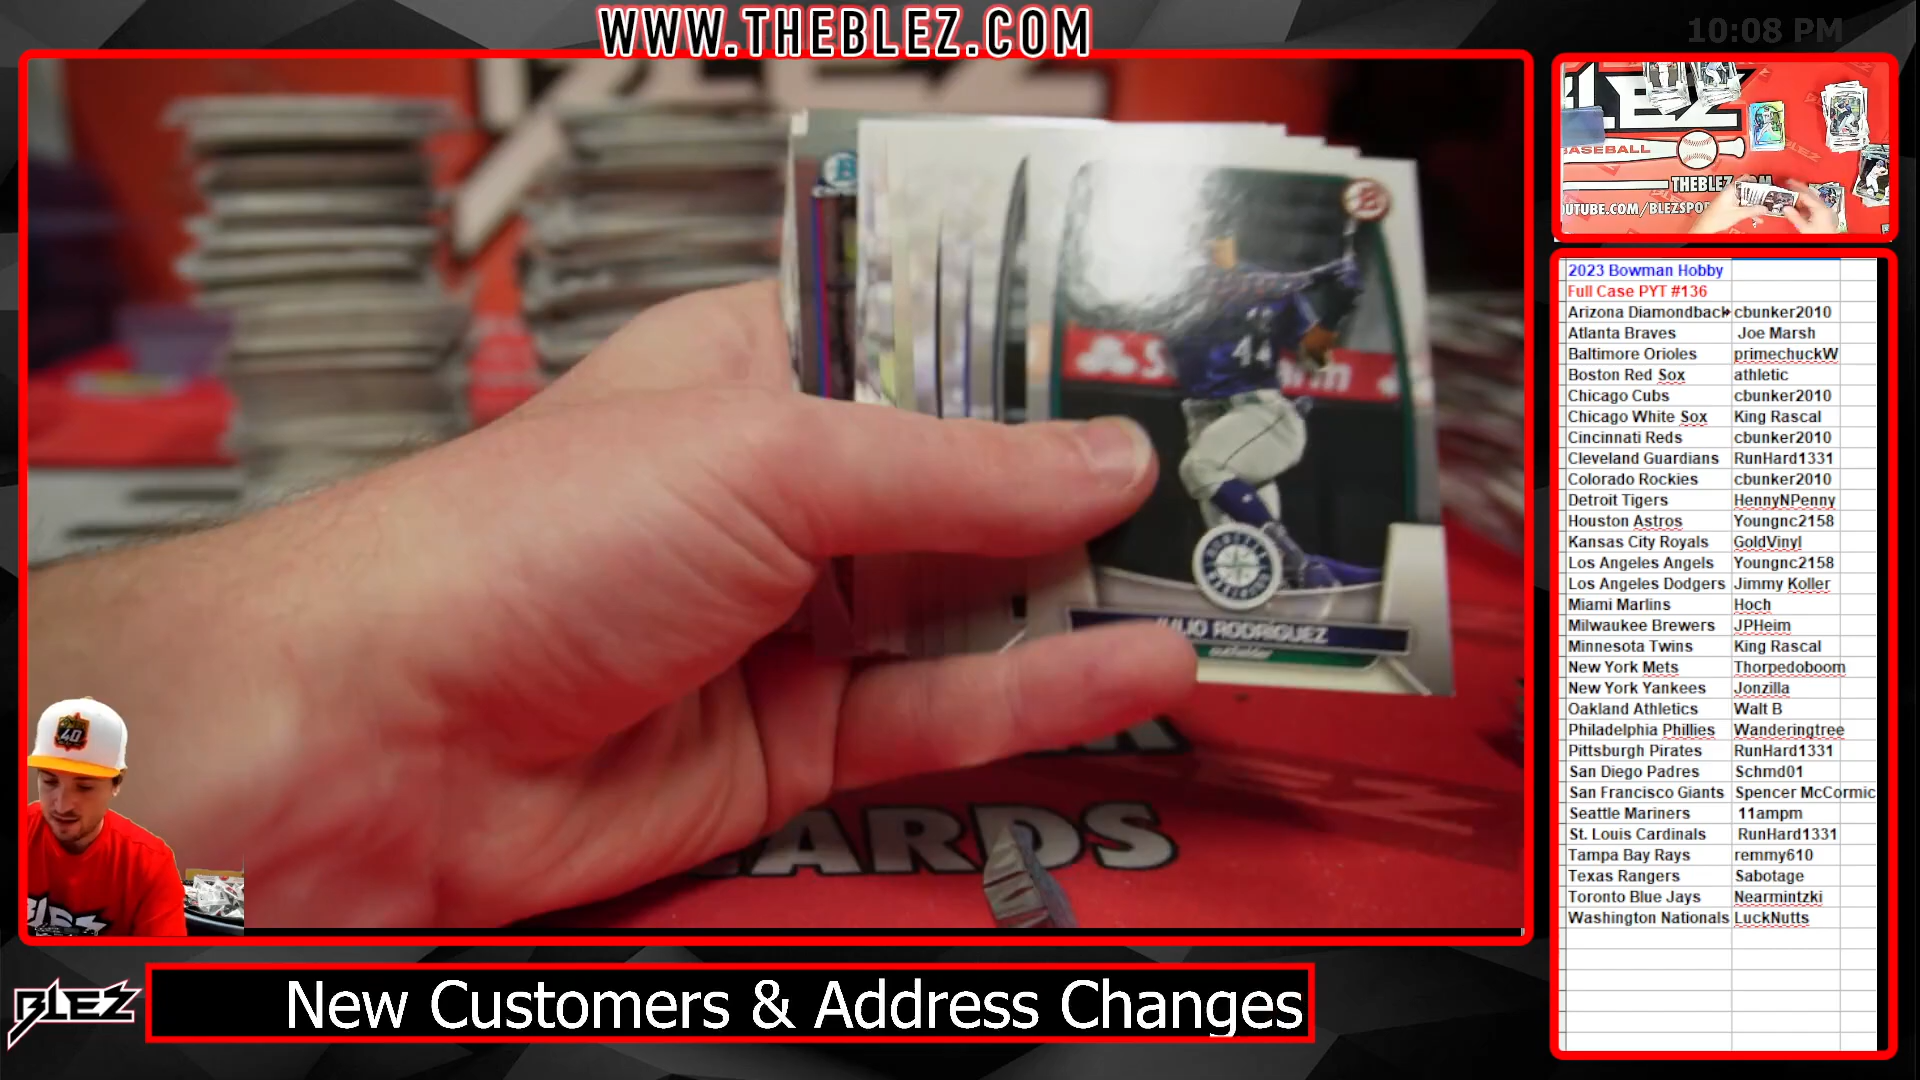 WWW.THEBLEZ.COM
10:08 PM
44
JULIO RODRIGUEZ
outfielder
CARDS
BASEBALL
THEBLEZ
OUTUBE.COM/BLEZSPO
2023 Bowman Hobby
Full Case PYT #136
Arizona Diamondback cbunker2010
Atlanta Braves Joe Marsh
Baltimore Orioles primechuckW
Boston Red Sox athletic
Chicago Cubs cbunker2010
Chicago White Sox King Rascal
Cincinnati Reds cbunker2010
Cleveland Guardians RunHard1331
Colorado Rockies cbunker2010
Detroit Tigers HennyNPenny
Houston Astros Youngnc2158
Kansas City Royals GoldVinyl
Los Angeles Angels Youngnc2158
Los Angeles Dodgers Jimmy Koller
Miami Marlins Hoch
Milwaukee Brewers JPHeim
Minnesota Twins King Rascal
New York Mets Thorpedoboom
New York Yankees Jonzilla
Oakland Athletics Walt B
Philadelphia Phillies Wanderingtree
Pittsburgh Pirates RunHard1331
San Diego Padres Schmd01
San Francisco Giants Spencer McCormic
Seattle Mariners 11ampm
St. Louis Cardinals RunHard1331
Tampa Bay Rays remmy610
Texas Rangers Sabotage
Toronto Blue Jays Nearmintzki
Washington Nationals LuckNutts
40
BLEZ
BLEZ
New Customers & Address Changes